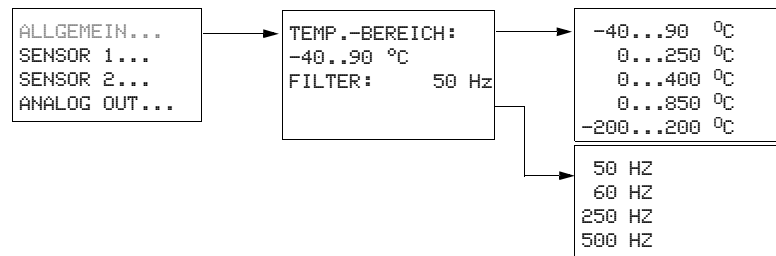 ALLGEMEIN...
SENSOR 1...
SENSOR 2...
ANALOG OUT...
TEMP.-BEREICH:
-40..90 °C
FILTER: 50 Hz
-40...90 °C
0...250 °C
0...400 °C
0...850 °C
-200...200 °C
50 HZ
60 HZ
250 HZ
500 HZ